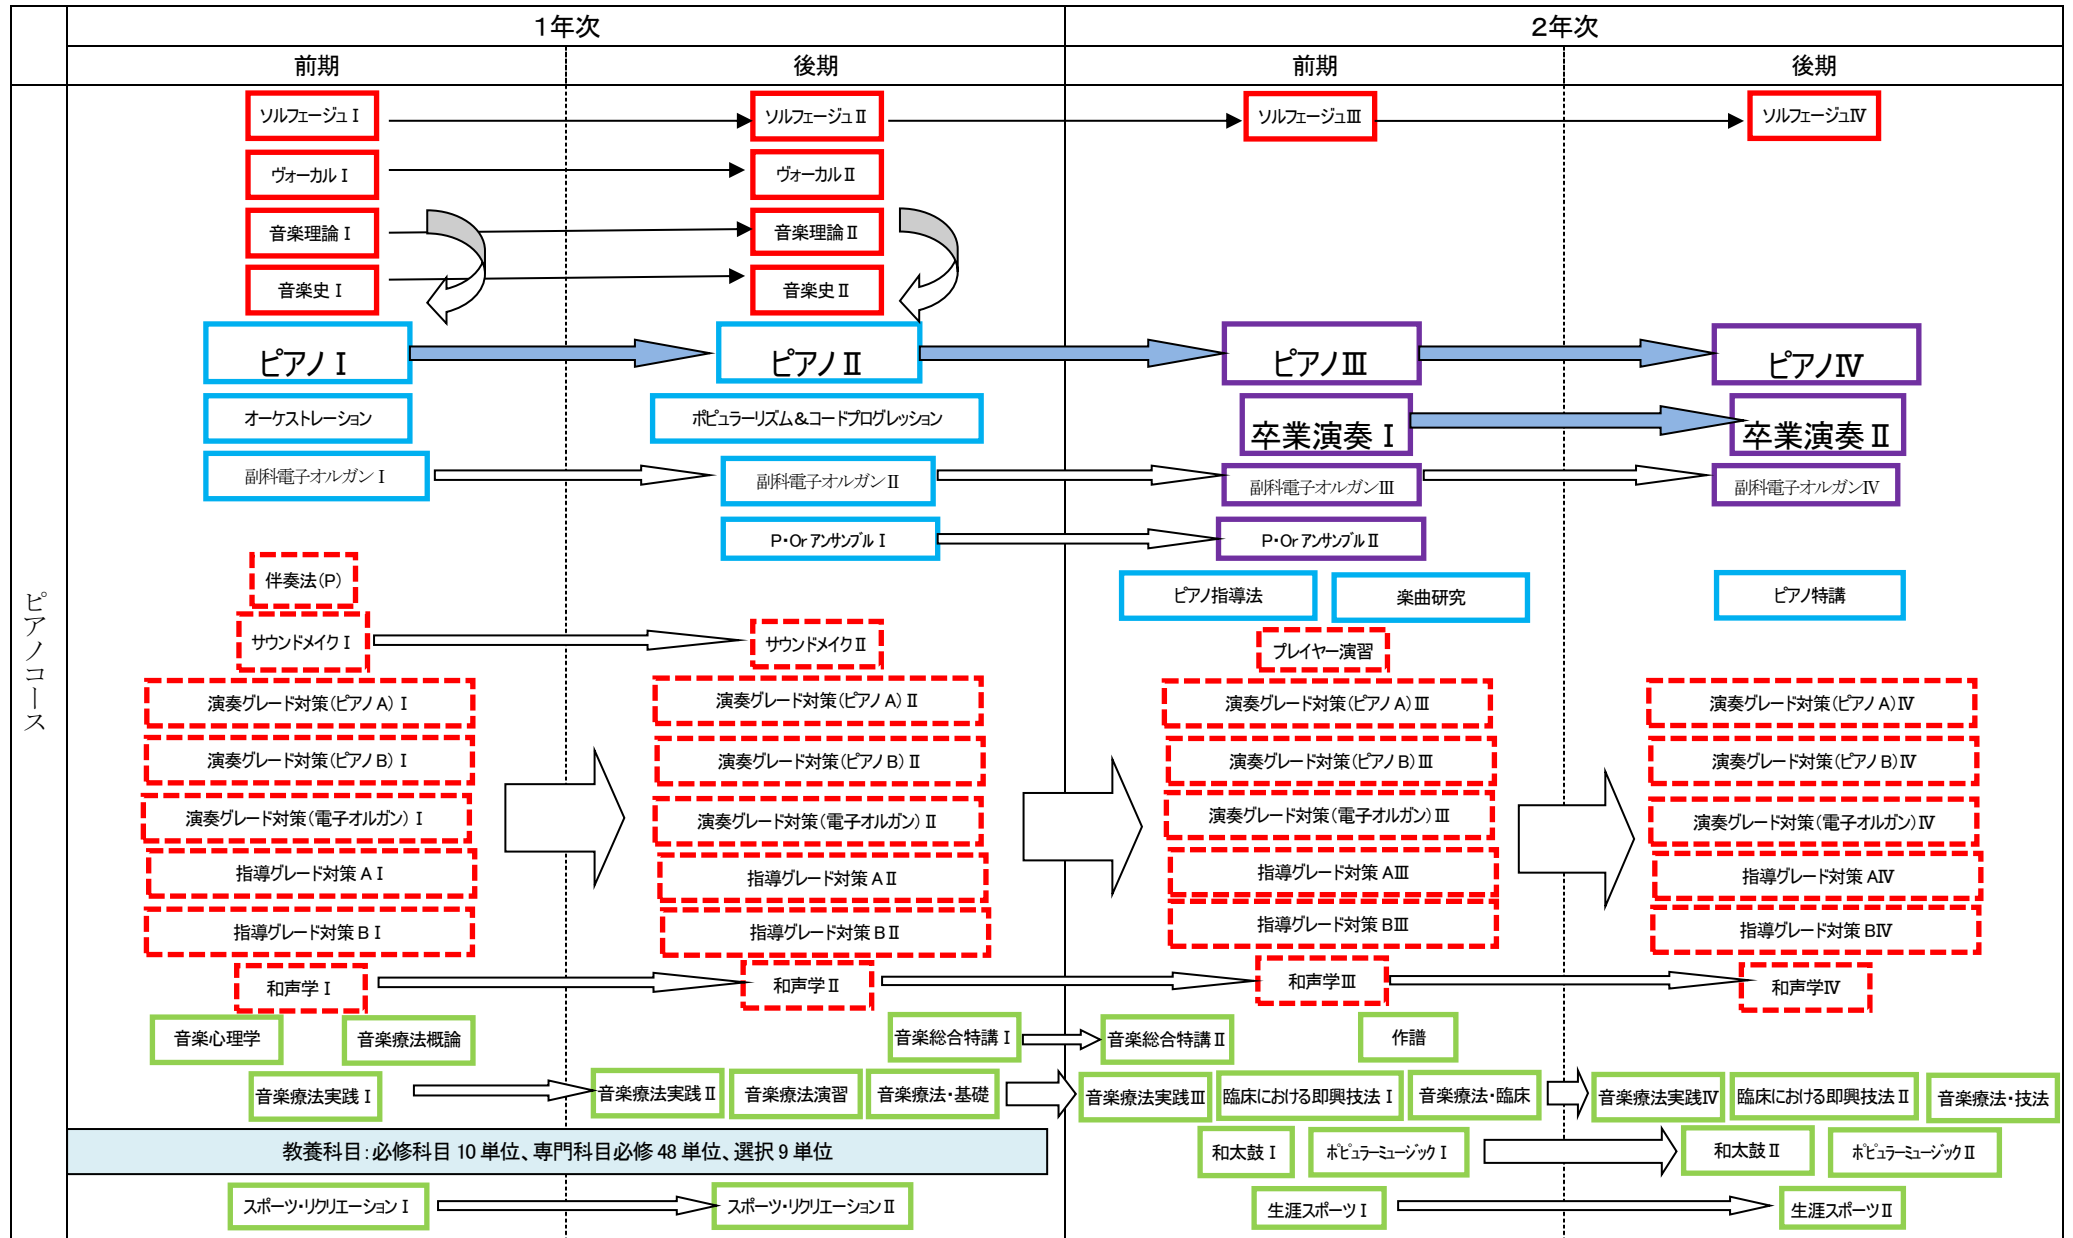 1年次
2年次
前期
後期
前期
後期
ピアノコース
ソルフェージュⅠ
ソルフェージュⅡ
ソルフェージュⅢ
ソルフェージュⅣ
ヴォーカルⅠ
ヴォーカルⅡ
音楽理論Ⅰ
音楽理論Ⅱ
音楽史Ⅰ
音楽史Ⅱ
ピアノⅠ
ピアノⅡ
ピアノⅢ
ピアノⅣ
オーケストレーション
ポピュラーリズム&コードプログレッション
卒業演奏Ⅰ
卒業演奏Ⅱ
副科電子オルガンⅠ
副科電子オルガンⅡ
副科電子オルガンⅢ
副科電子オルガンⅣ
P・OrアンサンブルⅠ
P・Orアンサンブルⅱ
伴奏法(P)
ピアノ指導法
楽曲研究
ピアノ特講
サウンドメイクⅠ
サウンドメイクⅡ
プレイヤー演習
演奏グレード対策(ピアノA)Ⅰ
演奏グレード対策(ピアノA)Ⅱ
演奏グレード対策(ピアノA)Ⅲ
演奏グレード対策(ピアノA)Ⅳ
演奏グレード対策(ピアノB)Ⅰ
演奏グレード対策(ピアノB)Ⅱ
演奏グレード対策(ピアノB)Ⅲ
演奏グレード対策(ピアノB)Ⅳ
演奏グレード対策(電子オルガン)Ⅰ
演奏グレード対策(電子オルガン)Ⅱ
演奏グレード対策(電子オルガン)Ⅲ
演奏グレード対策(電子オルガン)Ⅳ
指導グレード対策AⅠ
指導グレード対策AⅡ
指導グレード対策AⅢ
指導グレード対策AⅣ
指導グレード対策BⅠ
指導グレード対策BⅡ
指導グレード対策BⅢ
指導グレード対策BⅣ
和声学Ⅰ
和声学Ⅱ
和声学Ⅲ
和声学Ⅳ
音楽心理学
音楽療法概論
音楽総合特講Ⅰ
音楽総合特講Ⅱ
作譜
音楽療法実践Ⅰ
音楽療法実践Ⅱ
音楽療法演習
音楽療法・基礎
音楽療法実践Ⅲ
臨床における即興技法Ⅰ
音楽療法・臨床
音楽療法実践Ⅳ
臨床における即興技法Ⅱ
音楽療法・技法
教養科目:必修科目10単位、専門科目必修48単位、選択9単位
和太鼓Ⅰ
ポピュラーミュージックⅠ
和太鼓Ⅱ
ポピュラーミュージックⅡ
スポーツ・リクリエーションⅠ
スポーツ・リクリエーションⅡ
生涯スポーツⅠ
生涯スポーツⅡ